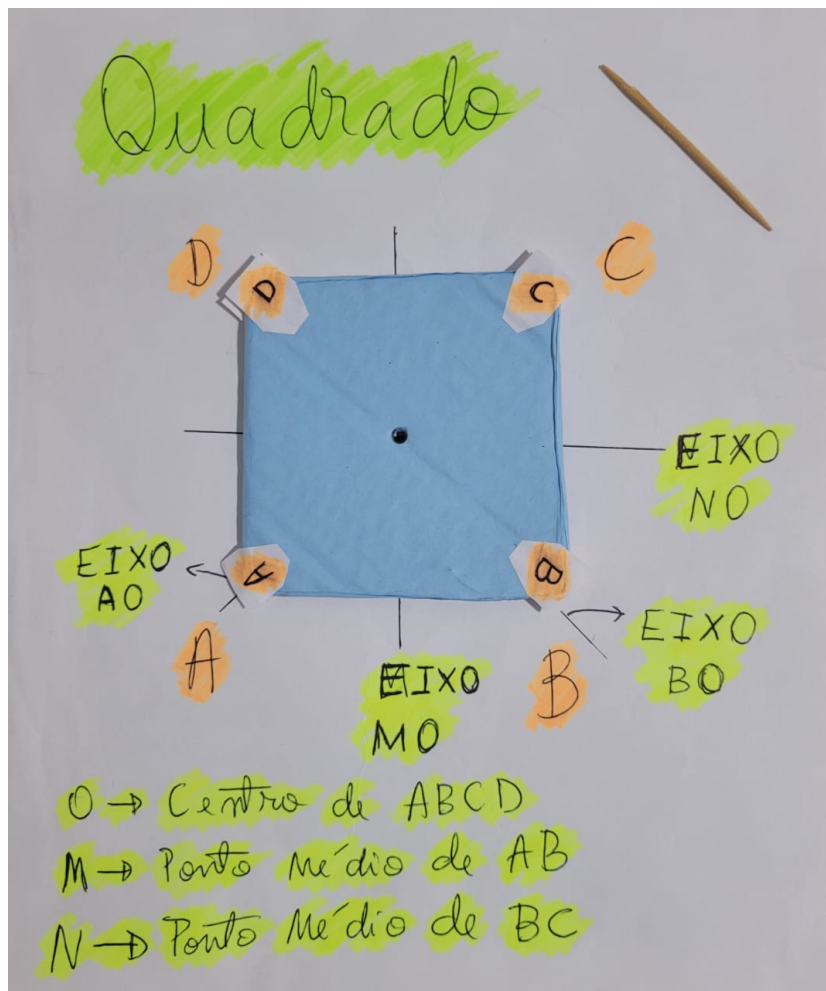 Quadrado
D
C
D
C
EIXO
NO
EIXO
AO
A
B
EIXO
BO
A
B
EIXO
MO
O → Centro de ABCD
M → Ponto Médio de AB
N → Ponto Médio de BC